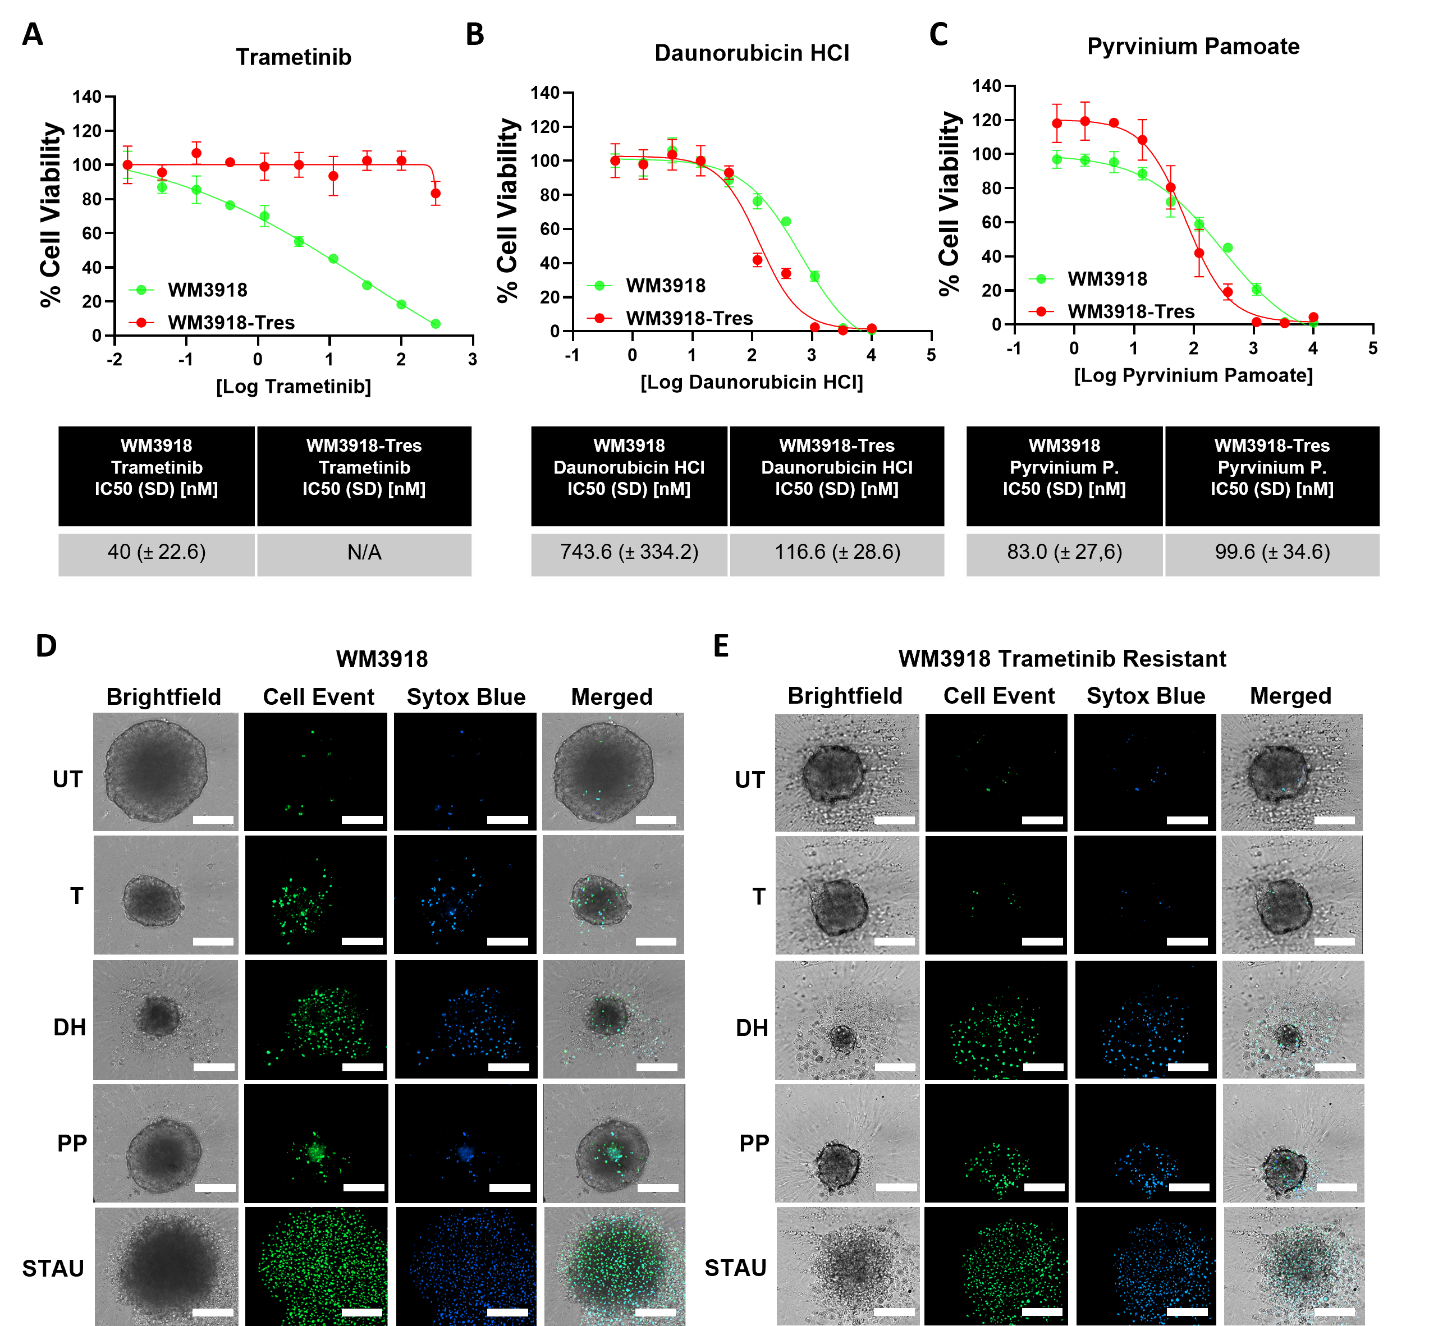 A
Trametinib
% Cell Viability
140
120
100
80
60
40
20
0
-2
-1
0
1
2
3
WM3918
WM3918-Tres
[Log Trametinib]
WM3918
Trametinib
IC50 (SD) [nM]
WM3918-Tres
Trametinib
IC50 (SD) [nM]
40 (± 22.6)
N/A
B
Daunorubicin HCl
% Cell Viability
140
120
100
80
60
40
20
0
-1
0
1
2
3
4
5
WM3918
WM3918-Tres
[Log Daunorubicin HCl]
WM3918
Daunorubicin HCl
IC50 (SD) [nM]
WM3918-Tres
Daunorubicin HCl
IC50 (SD) [nM]
743.6 (± 334.2)
116.6 (± 28.6)
C
Pyrvinium Pamoate
% Cell Viability
140
120
100
80
60
40
20
0
-1
0
1
2
3
4
5
WM3918
WM3918-Tres
[Log Pyrvinium Pamoate]
WM3918
Pyrvinium P.
IC50 (SD) [nM]
WM3918-Tres
Pyrvinium P.
IC50 (SD) [nM]
83.0 (± 27,6)
99.6 (± 34.6)
D
WM3918
Brightfield Cell Event Sytox Blue Merged
UT
T
DH
PP
STAU
E
WM3918 Trametinib Resistant
Brightfield Cell Event Sytox Blue Merged
UT
T
DH
PP
STAU